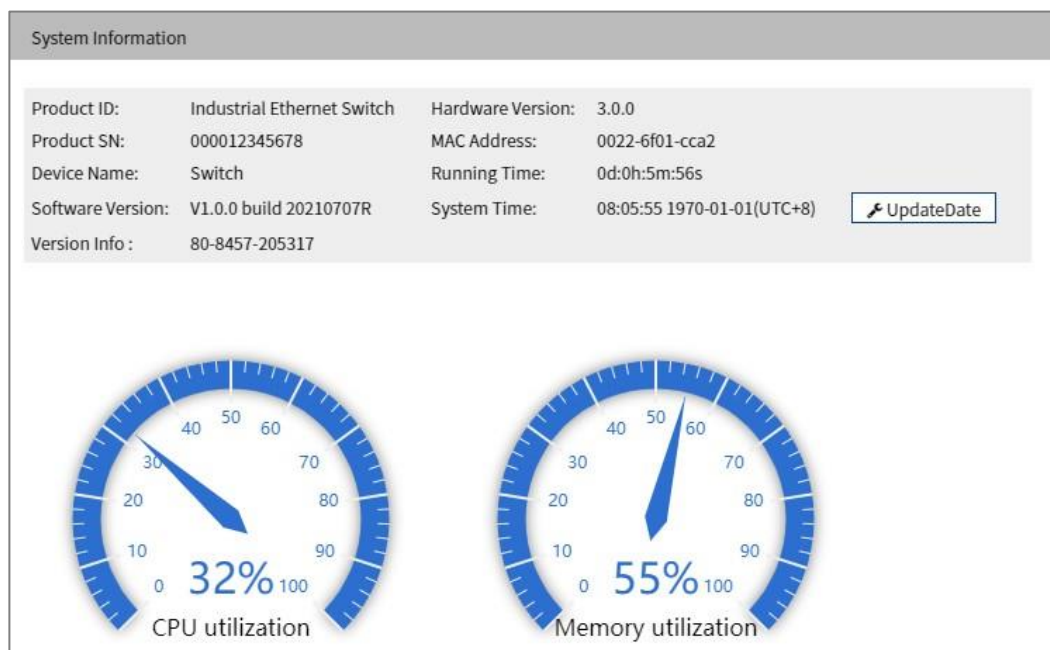 System Information
Product ID: Industrial Ethernet Switch Hardware Version: 3.0.0
Product SN: 000012345678 MAC Address: 0022-6f01-cca2
Device Name: Switch Running Time: 0d:0h:5m:56s
Software Version: V1.0.0 build 20210707R System Time: 08:05:55 1970-01-01(UTC+8) UpdateDate
Version Info : 80-8457-205317
0 10 20 30 40 50 60 70 80 90 100
32%
CPU utilization
0 10 20 30 40 50 60 70 80 90 100
55%
Memory utilization